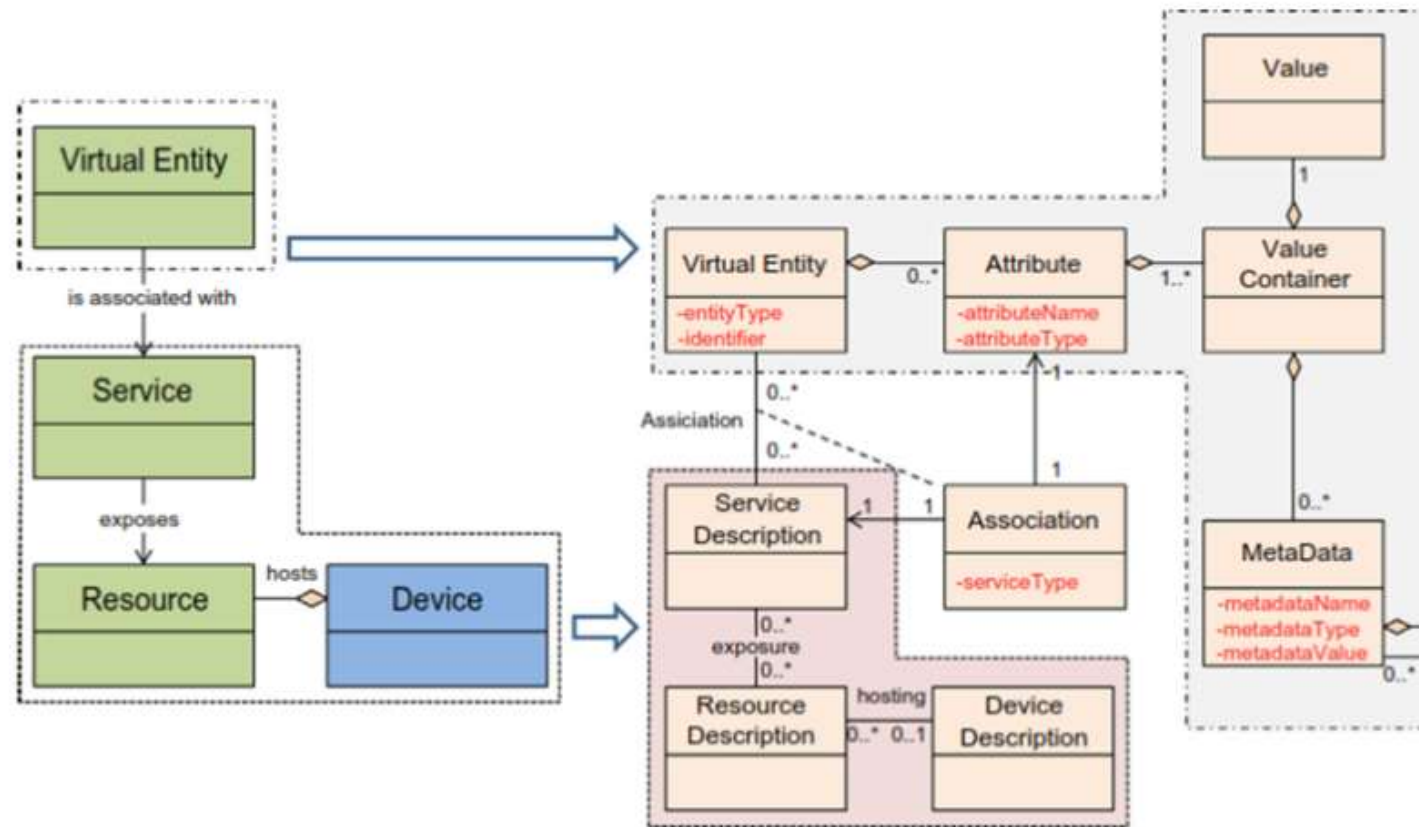 Virtual Entity
is associated with
Service
exposes
Resource
hosts
Device
Value
1
Virtual Entity
-entityType
-identifier
0..*
Attribute
-attributeName
-attributeType
1..*
Value
Container
0..*
Assiciation
0..*
1
1
Service
Description
1
1
Association
-serviceType
0..*
MetaData
-metadataName
-metadataType
-metadataValue
0..*
0..*
exposure
0..*
Resource
Description
hosting
0..* 0..1
Device
Description